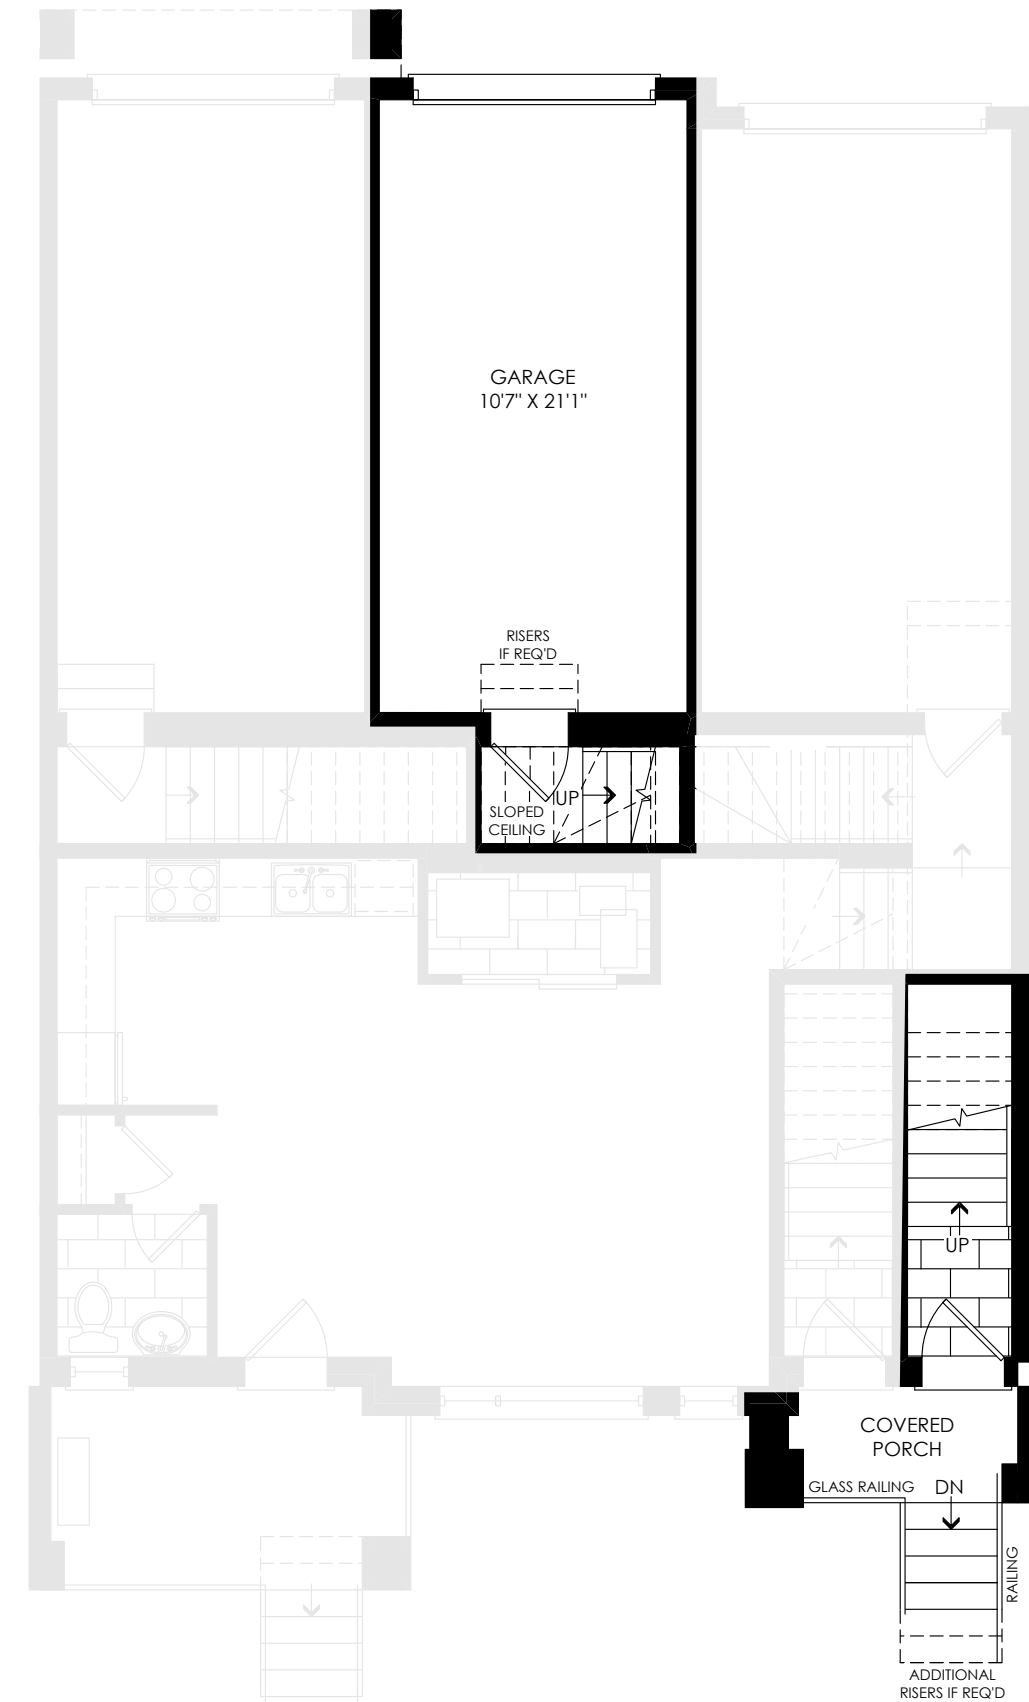 GARAGE
10'7" X 21'1"
RISERS
IF REQ'D
UP
SLOPED
CEILING
UP
COVERED
PORCH
GLASS RAILING
DN
RAILING
ADDITIONAL
RISERS IF REQ'D